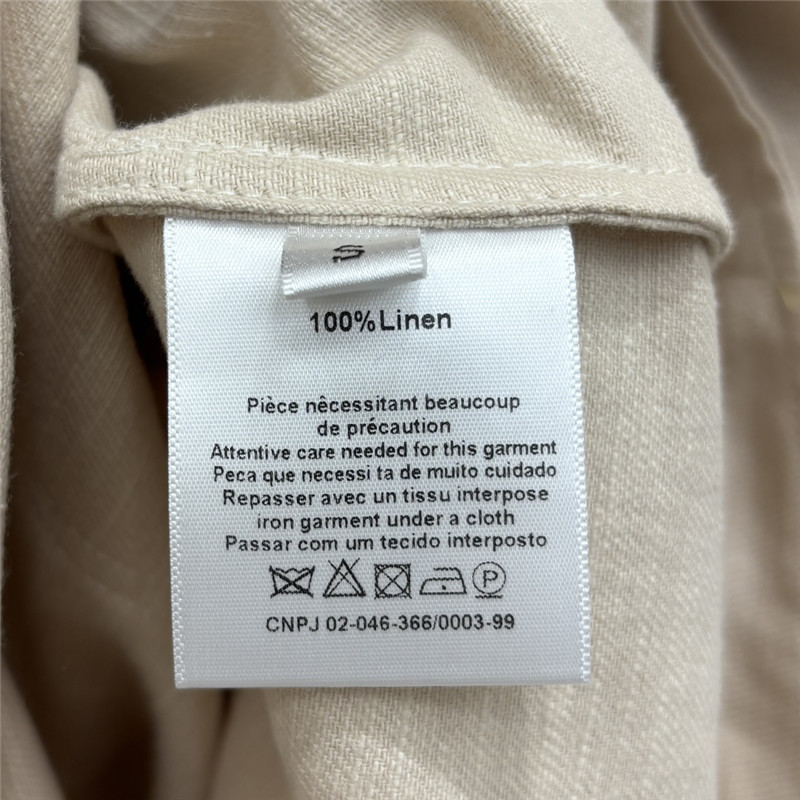 S
100%Linen
Pièce nêcessitant beaucoup
de précaution
Attentive care needed for this garment
Peca que necessi ta de muito cuidado
Repasser avec un tissu interpose
iron garment under a cloth
Passar com um tecido interposto
P
CNPJ 02-046-366/0003-99